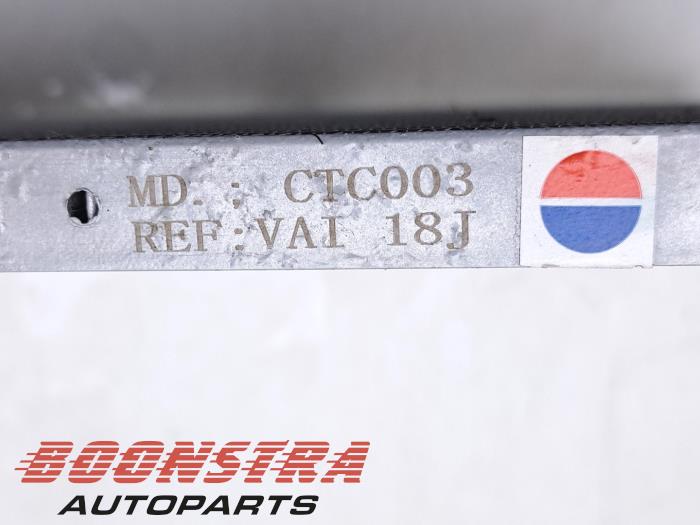 MD.: CTC003
REF:VAI 18J
BOONSTRA
AUTOPARTS